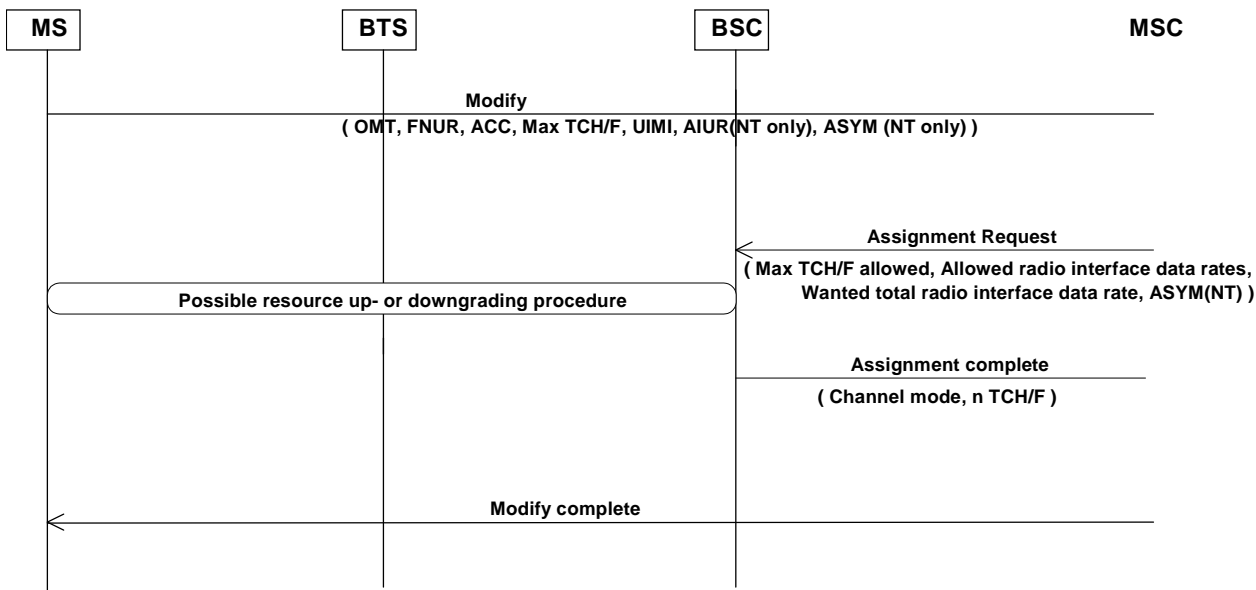 MS BTS BSC MSC
Modify
( OMT, FNUR, ACC, Max TCH/F, UIMI, AIUR(NT only), ASYM (NT only) )
Assignment Request
( Max TCH/F allowed, Allowed radio interface data rates,
Wanted total radio interface data rate, ASYM(NT) )
Possible resource up- or downgrading procedure
Assignment complete
( Channel mode, n TCH/F )
Modify complete